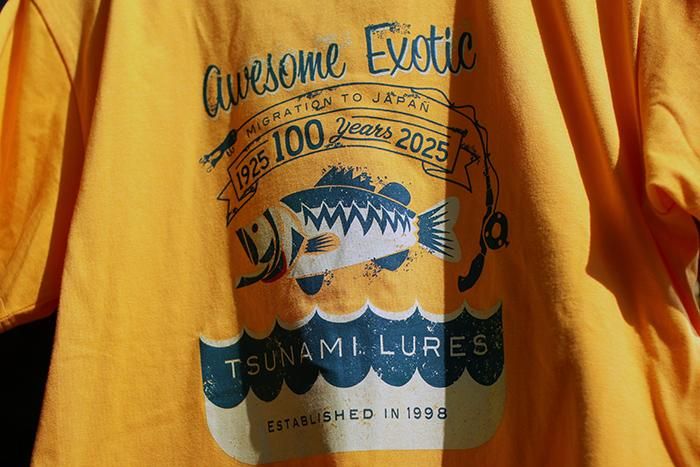 Awesome Exotic
MIGRATION TO JAPAN
1925 100 Years 2025
TSUNAMI LURES
ESTABLISHED IN 1998